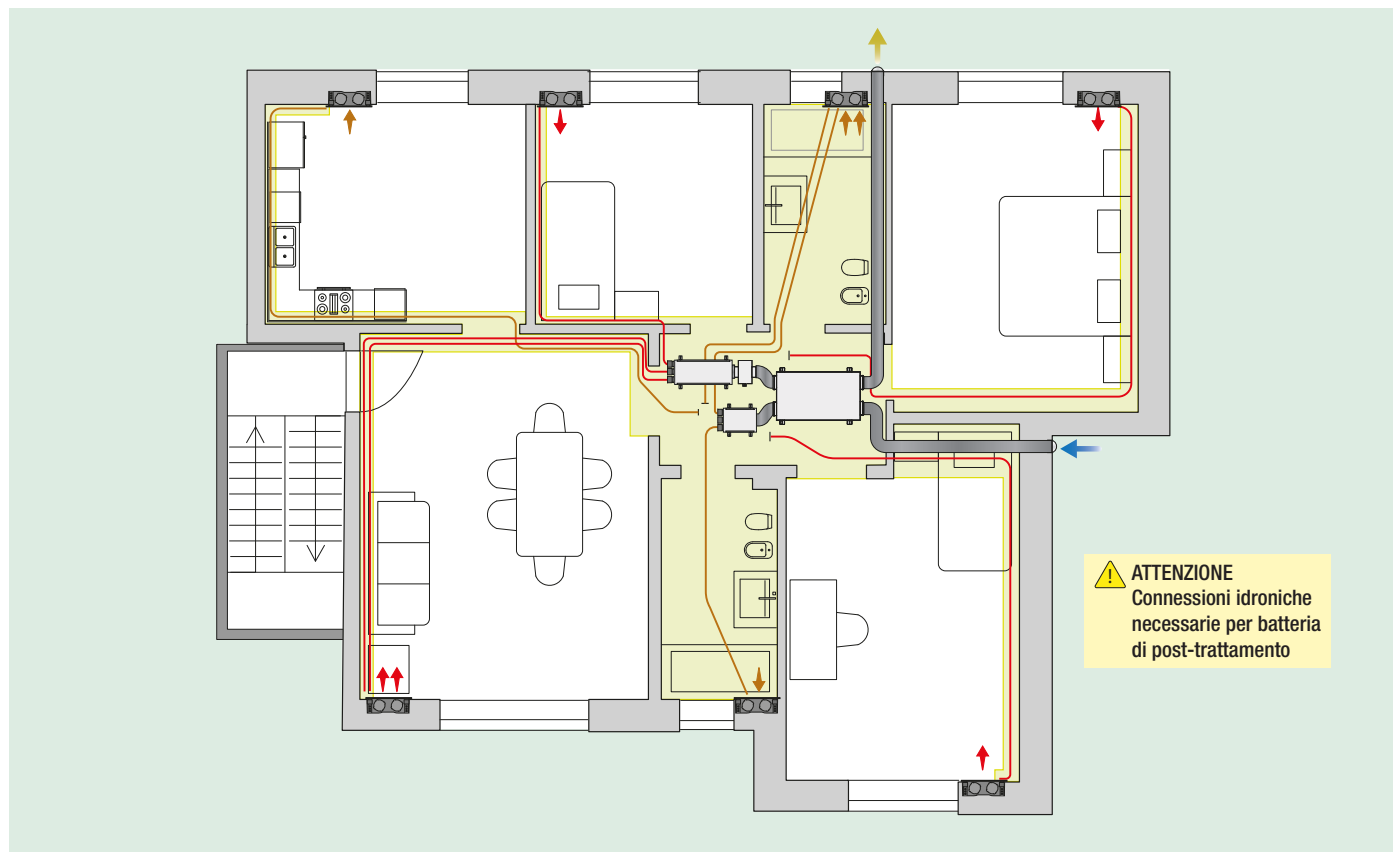 ATTENZIONE
Connessioni idroniche
necessarie per batteria
di post-trattamento